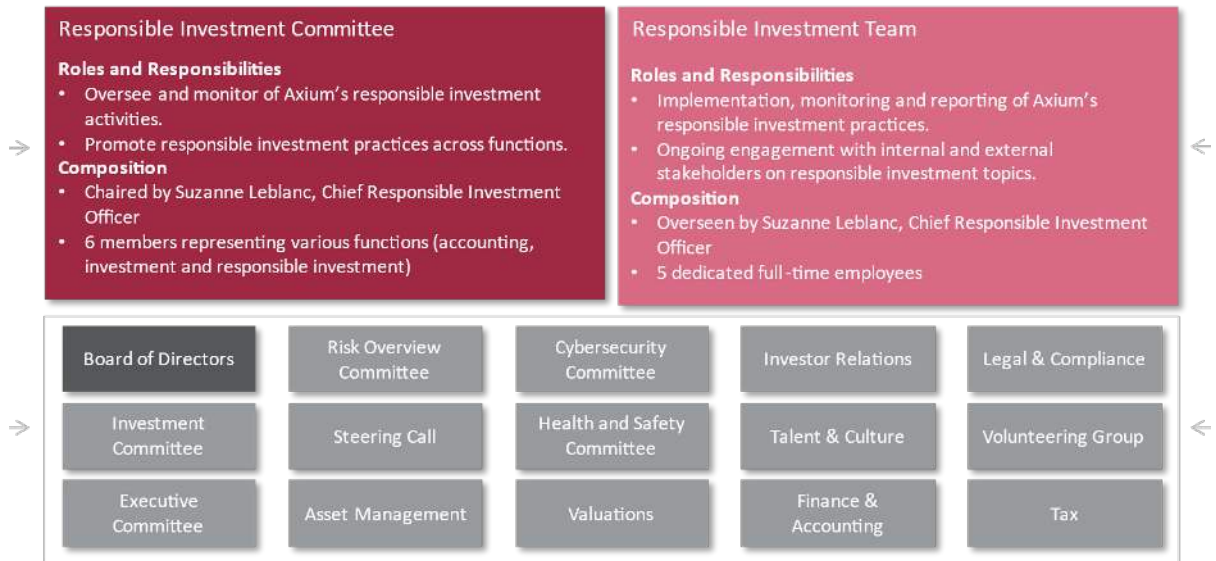 Responsible Investment Committee
Roles and Responsibilities
• Oversee and monitor of Axium's responsible investment
activities.
• Promote responsible investment practices across functions.
Composition
• Chaired by Suzanne Leblanc, Chief Responsible Investment
Officer
• 6 members representing various functions (accounting,
investment and responsible investment)
Responsible Investment Team
Roles and Responsibilities
• Implementation, monitoring and reporting of Axium's
responsible investment practices.
• Ongoing engagement with internal and external
stakeholders on responsible investment topics.
Composition
• Overseen by Suzanne Leblanc, Chief Responsible Investment
Officer
• 5 dedicated full-time employees
Board of Directors
Risk Overview
Committee
Cybersecurity
Committee
Investor Relations
Legal & Compliance
Investment
Committee
Steering Call
Health and Safety
Committee
Talent & Culture
Volunteering Group
Executive
Committee
Asset Management
Valuations
Finance &
Accounting
Tax